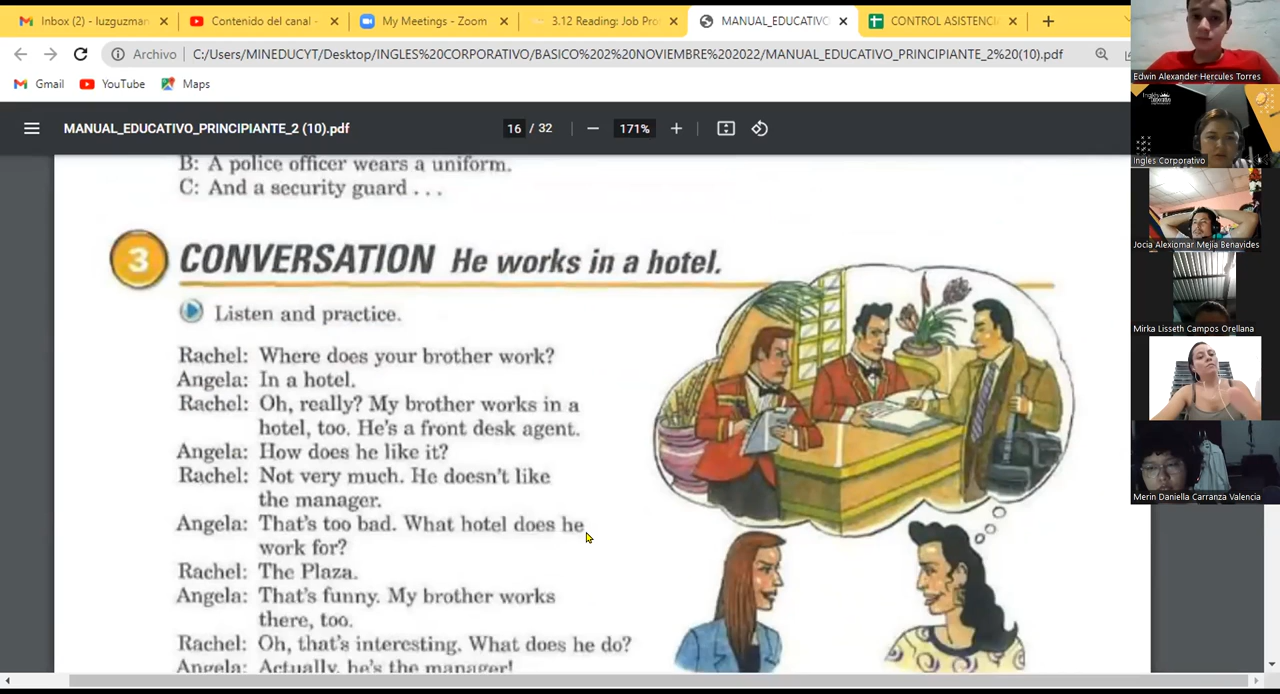 Inbox (2) - luzguzman
Contenido del canal -
My Meetings - Zoom
3.12 Reading: Job Pro
MANUAL_EDUCATIVO
CONTROL ASISTENCI
Archivo
C:/Users/MINEDUCYT/Desktop/INGLES%20CORPORATIVO/BASICO%202%20NOVIEMBRE%202022/MANUAL_EDUCATIVO_PRINCIPIANTE_2%20(10).pdf
Gmail
YouTube
Maps
MANUAL_EDUCATIVO_PRINCIPIANTE_2 (10).pdf
16 / 32
171%
B: A police officer wears a uniform.
C: And a security guard . . .
3 CONVERSATION He works in a hotel.
Listen and practice.
Rachel: Where does your brother work?
Angela: In a hotel.
Rachel: Oh, really? My brother works in a
hotel, too. He's a front desk agent.
Angela: How does he like it?
Rachel: Not very much. He doesn't like
the manager.
Angela: That's too bad. What hotel does he
work for?
Rachel: The Plaza.
Angela: That's funny. My brother works
there, too.
Rachel: Oh, that's interesting. What does he do?
Angela: Actually, he's the manager!
Edwin Alexander Hercules Torres
Ingles Corporativo
Jocia Alexiomar Mejia Benavides
Mirka Lisseth Campos Orellana
Merin Daniella Carranza Valencia